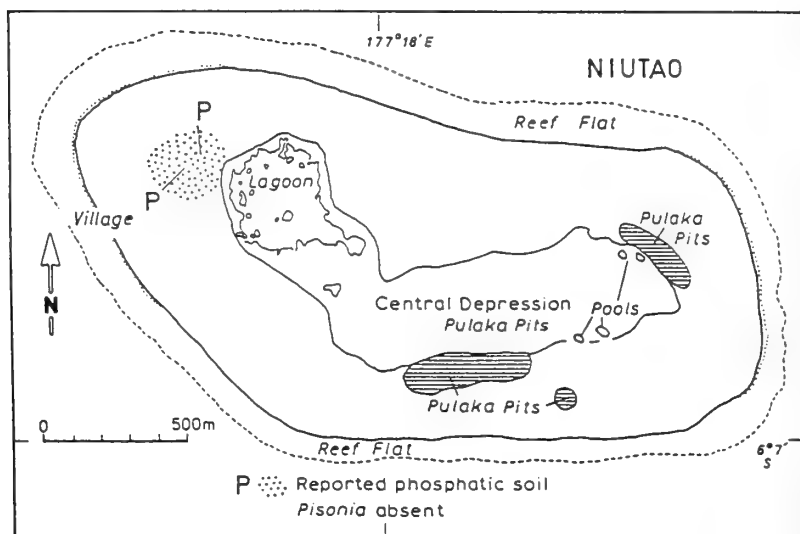 177°18'E
NIUTAO
Reef Flat
P
Lagoon
P
Village
Pulaka
Pits
N
Central Depression
Pools
Pulaka Pits
Pulaka Pits
0 500m
Reef Flat
6°7'
S
P Reported phosphatic soil
Pisonia absent